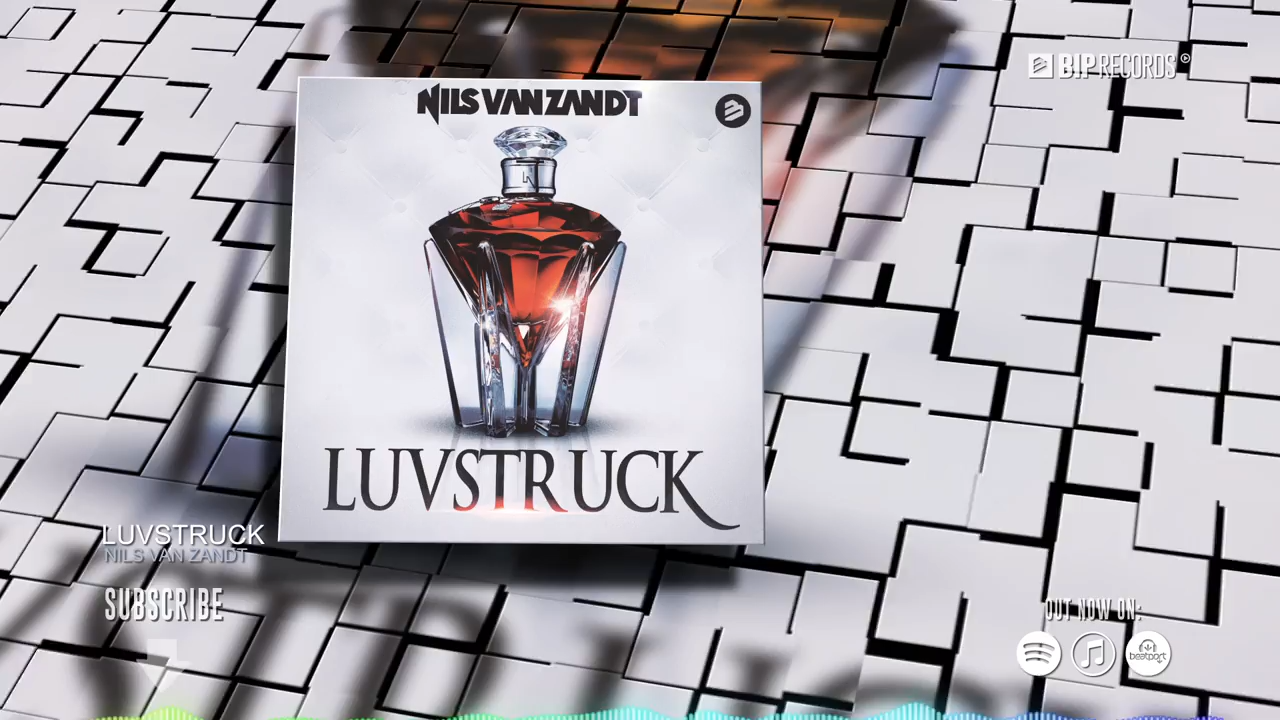 BIP RECORDS
NILS VAN ZANDT
LUVSTRUCK
LUVSTRUCK
NILS VAN ZANDT
SUBSCRIBE
OUT NOW ON:
beatport